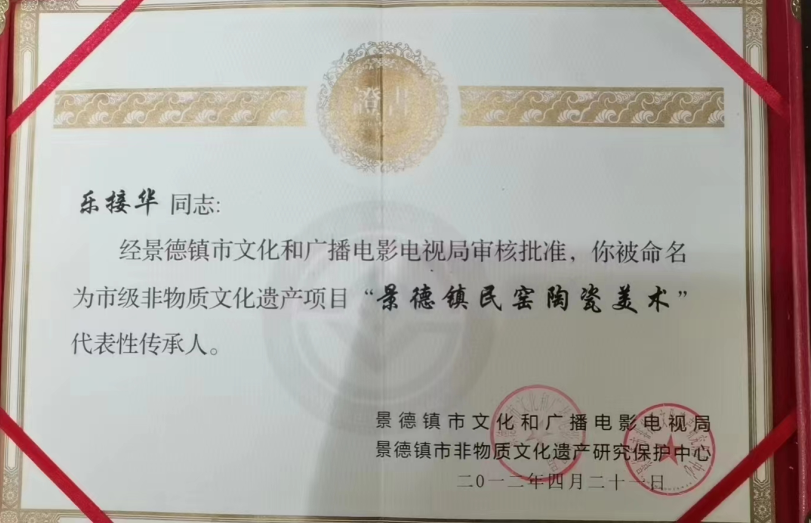 證書
乐接华 同志:
经景德镇市文化和广播电影电视局审核批准，你被命名
为市级非物质文化遗产项目“景德镇民窑陶瓷美术”
代表性传承人。
景德镇市文化和广播电影电视局
景德镇市非物质文化遗产研究保护中心
二0一二年四月二十一日